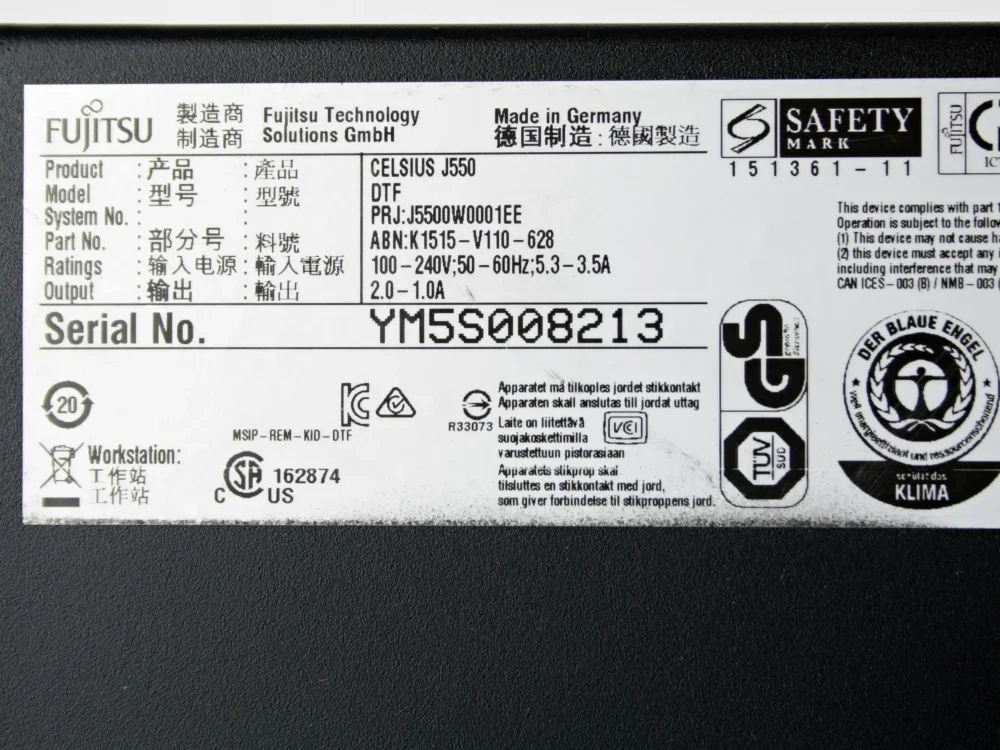 FUJITSU 製造商 Fujitsu Technology Made in Germany
制造商 Solutions GmbH 德国制造 : 德國製造
Product : 产品 : 產品 CELSIUS J550
Model : 型号 : 型號 DTF
System No. : : PRJ:J5500W0001EE
Part No. : 部分号 : 料號 ABN:K1515-V110-628
Ratings : 输入电源 : 輸入電源 100-240V;50-60Hz;5.3-3.5A
Output : 输出 : 輸出 2.0-1.0A
Serial No. YM5S008213
20
MSIP-REM-KID-DTF
R33073
Apparatet må tilkoples jordet stikkontakt
Apparaten skall anslutas till jordat uttag
Laite on liitettävä
suojakoskettimilla
varustettuun pistorasiaan
VCCI
Apparatets stikprop skal
tilsluttes en stikkontakt med jord,
som giver forbindelse til stikproppens jord.
Workstation:
工作站
工作站
C US 162874
SAFETY
MARK
151361-11
FUJITSU
This device complies with part
Operation is subject to the
(1) This device may not cause
(2) this device must accept any
including interference that may
CAN ICES-003 (B) / NMB-003
TÜV
SÜD
DER BLAUE ENGEL
weil energieeffizient und ressourcenschonend
schützt das
KLIMA